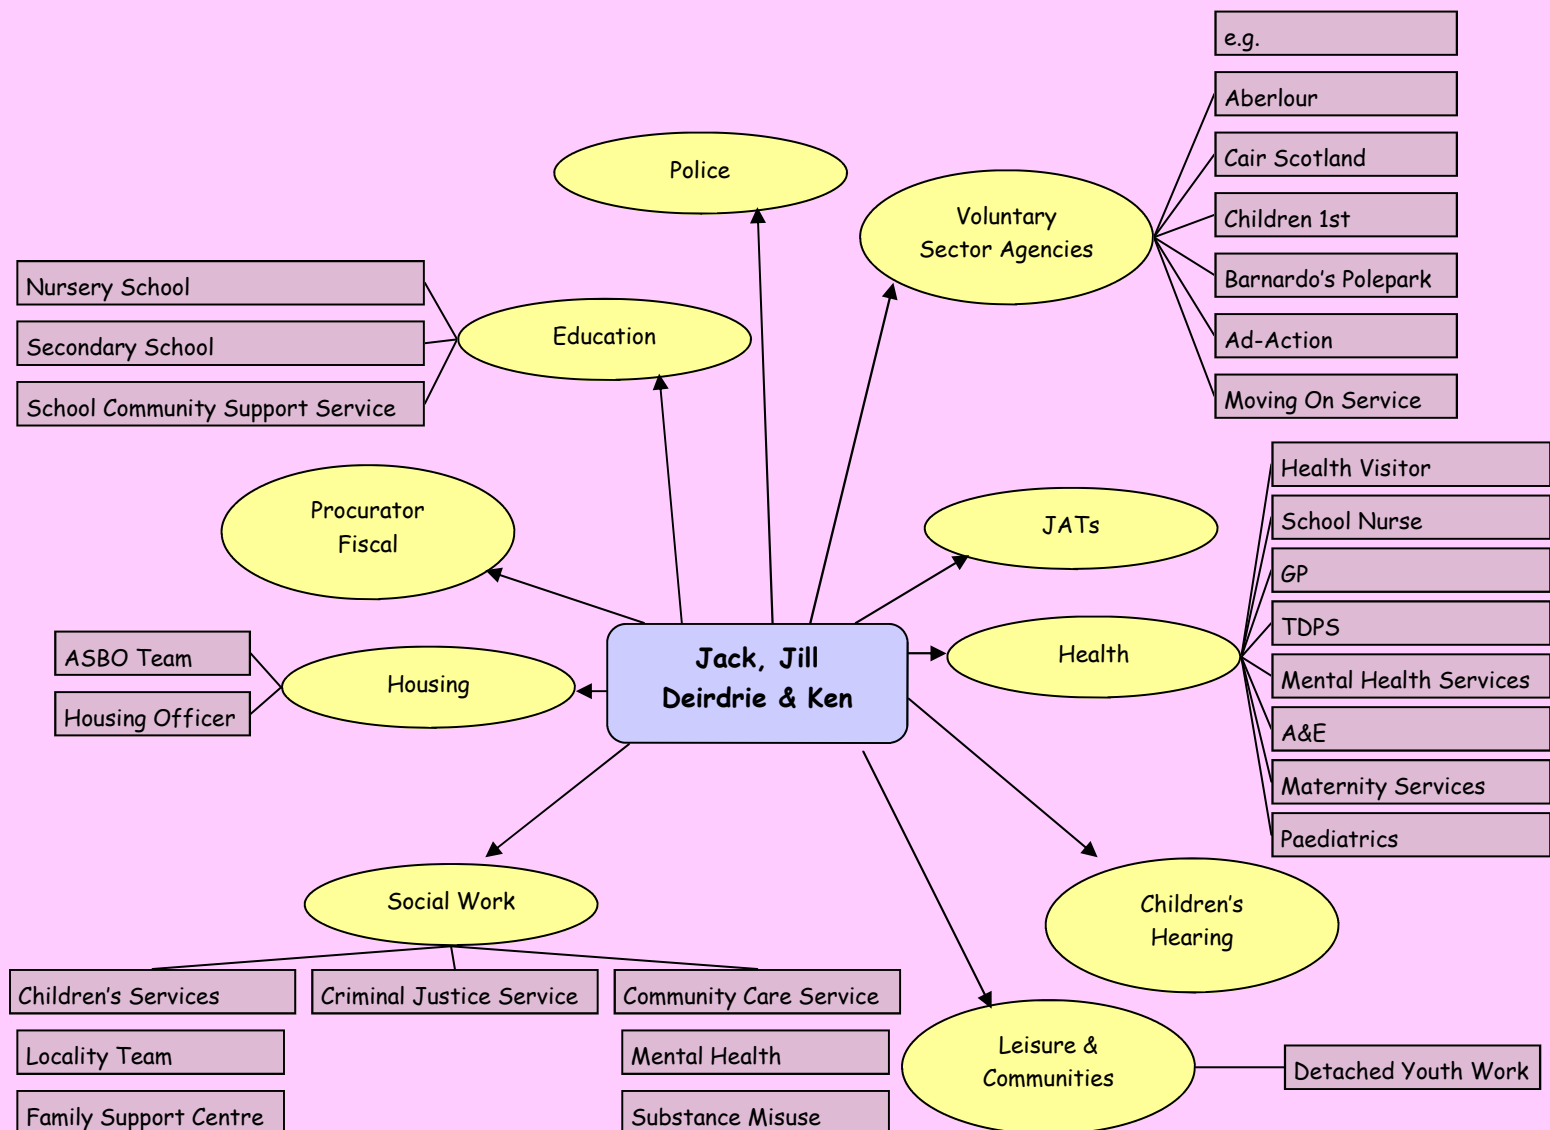 e.g.
Aberlour
Cair Scotland
Children 1st
Barnardo's Polepark
Ad-Action
Moving On Service
Police
Voluntary
Sector Agencies
Nursery School
Secondary School
School Community Support Service
Education
Procurator
Fiscal
JATs
Health Visitor
School Nurse
GP
TDPS
Mental Health Services
A&E
Maternity Services
Paediatrics
Health
Jack, Jill
Deirdrie & Ken
Housing
ASBO Team
Housing Officer
Social Work
Children's
Hearing
Children's Services
Criminal Justice Service
Community Care Service
Locality Team
Mental Health
Family Support Centre
Substance Misuse
Leisure &
Communities
Detached Youth Work